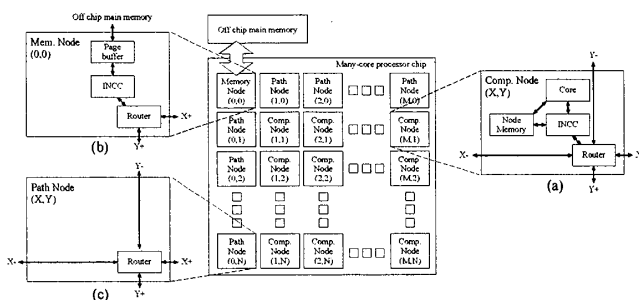 Off chip main memory
Mem. Node
(0,0)
Page
buffer
INCC
Router
X+
Y+
(b)
Off chip main memory
Many-core processor chip
Memory Node (0,0)
Path Node (1,0)
Path Node (2,0)
Path Node (M,0)
Path Node (0,1)
Comp. Node (1,1)
Comp. Node (2,1)
Comp. Node (M,1)
Path Node (0,2)
Comp. Node (1,2)
Comp. Node (2,2)
Comp. Node (M,2)
Path Node (0,N)
Comp. Node (1,N)
Comp. Node (2,N)
Comp. Node (M,N)
Y-
Comp. Node
(X,Y)
Core
Node
Memory
INCC
X-
Router
X+
Y+
(a)
Path Node
(X,Y)
Y-
X-
Router
X+
Y+
(c)